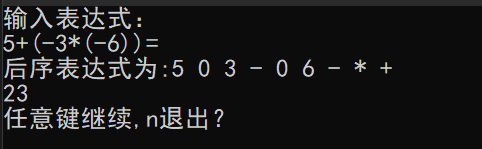 输入表达式：
5+(-3*(-6))=
后序表达式为:5 0 3 - 0 6 - * +
23
任意键继续,n退出？